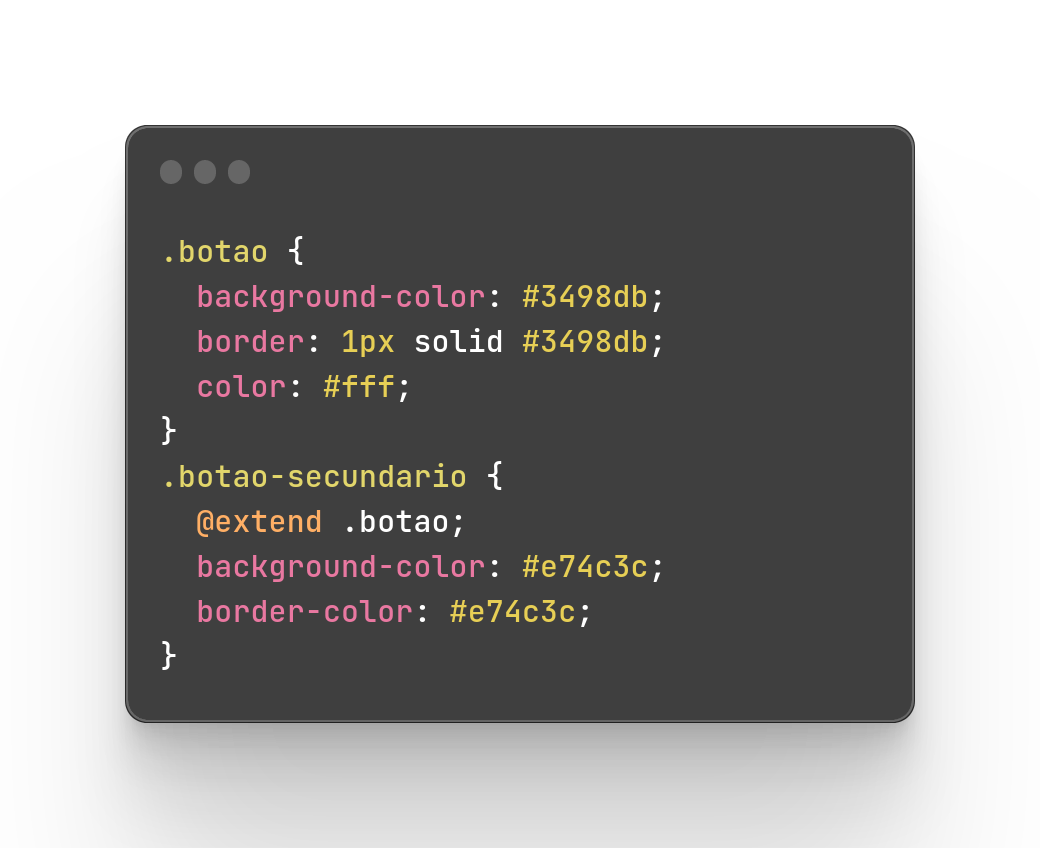 .botao {
  background-color: #3498db;
  border: 1px solid #3498db;
  color: #fff;
}
.botao-secundario {
  @extend .botao;
  background-color: #e74c3c;
  border-color: #e74c3c;
}